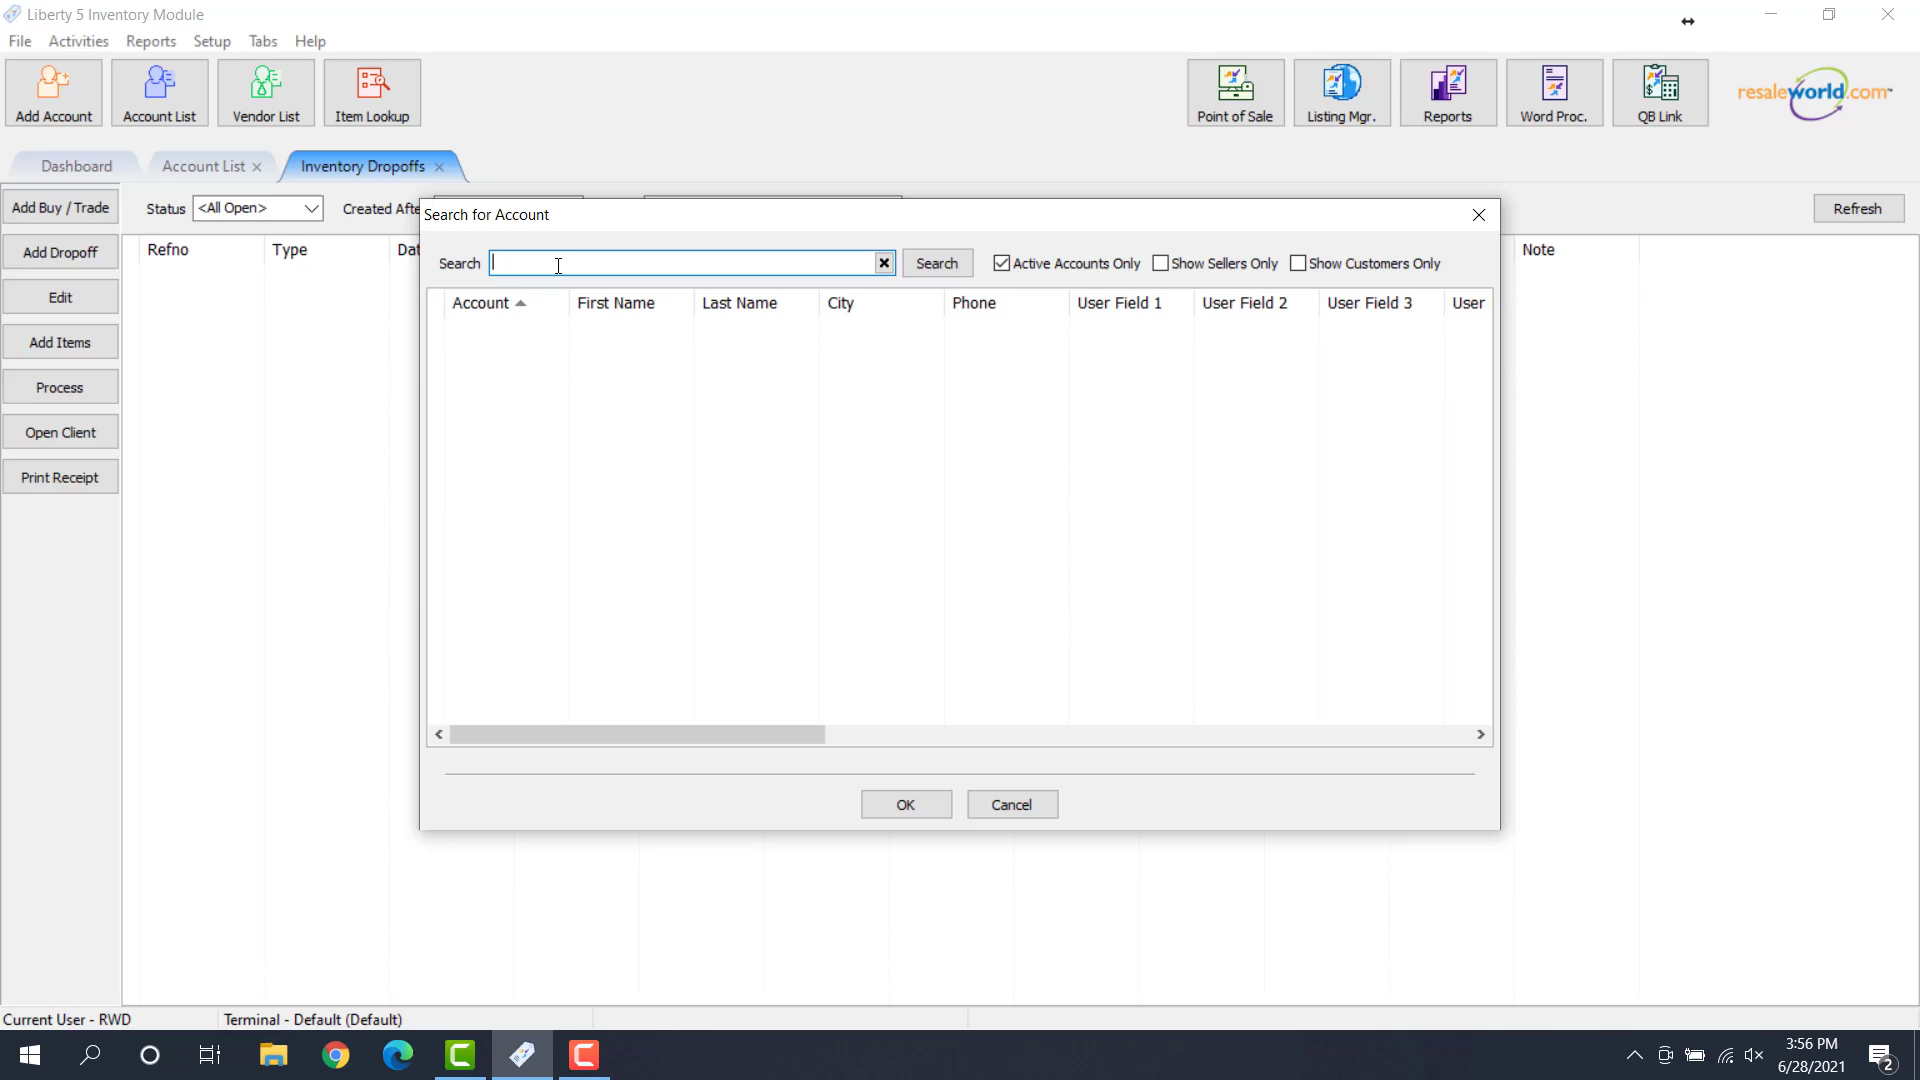 Liberty 5 Inventory Module
File Activities Reports Setup Tabs Help
Add Account Account List Vendor List Item Lookup Point of Sale Listing Mgr. Reports Word Proc. QB Link resaleworld.com™
Dashboard Account List Inventory Dropoffs
Add Buy / Trade Status <All Open> Created Afte Refresh
Search for Account
Add Dropoff Refno Type Dat Note
Search Search Active Accounts Only Show Sellers Only Show Customers Only
Edit Account First Name Last Name City Phone User Field 1 User Field 2 User Field 3 User
Add Items
Process
Open Client
Print Receipt
OK Cancel
Current User - RWD Terminal - Default (Default)
3:56 PM
6/28/2021
2